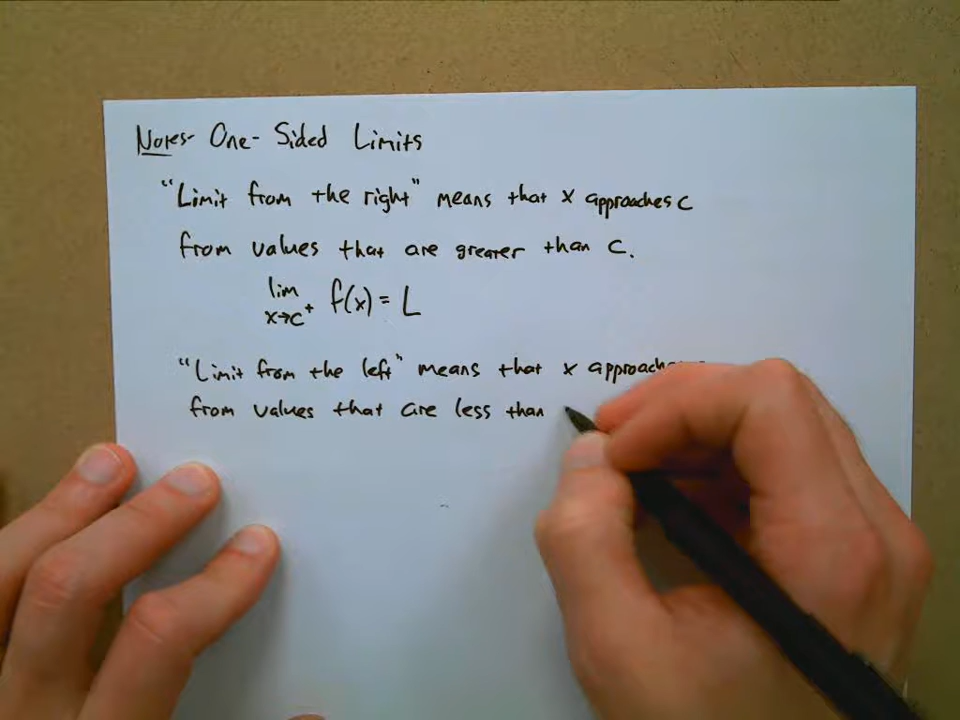 Notes- One-Sided Limits
"Limit from the right" means that x approaches c
from values that are greater than c.
lim f(x) = L
x→c⁺
"Limit from the left" means that x
from values that are less than